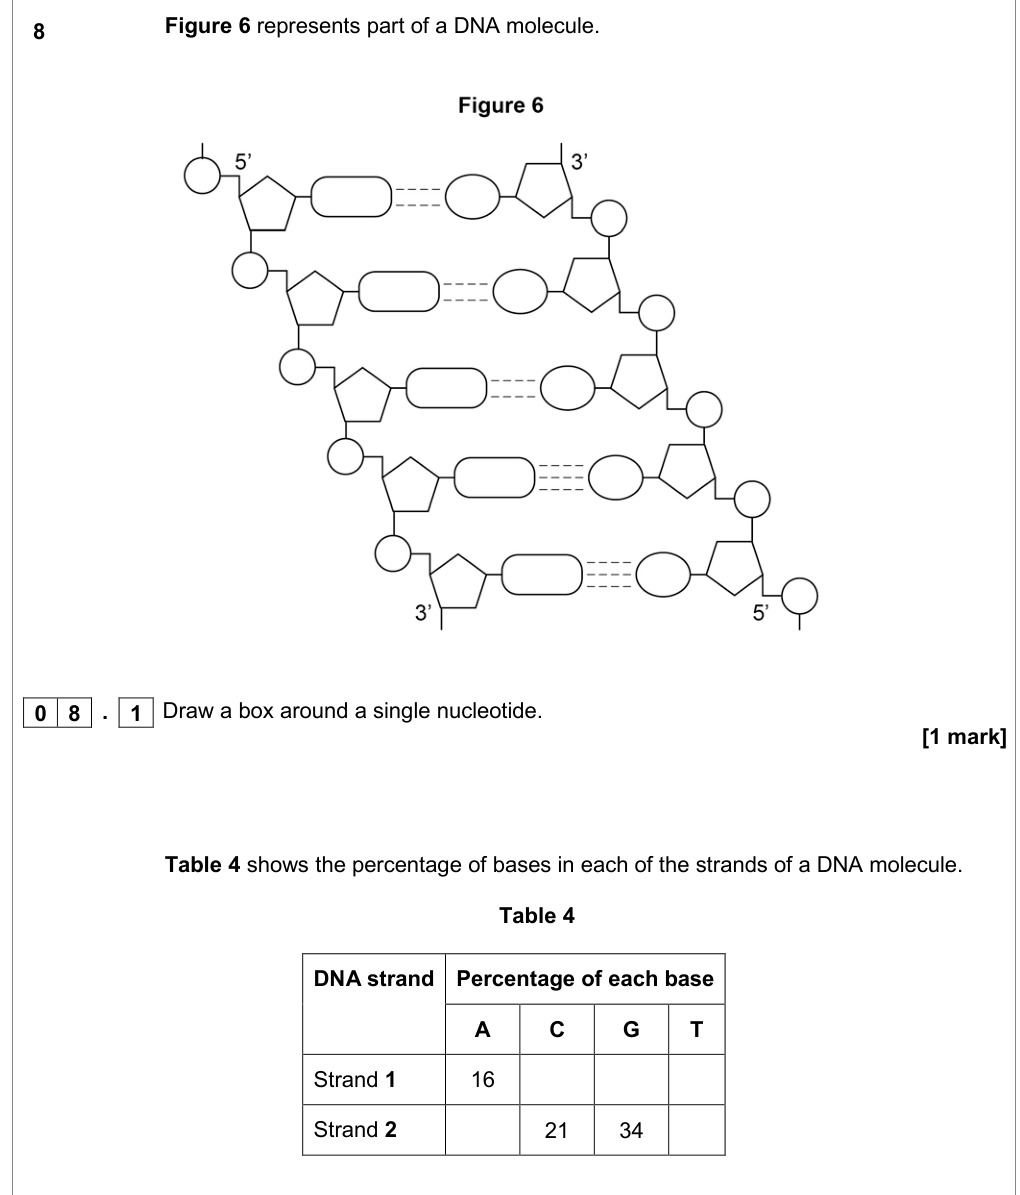 8 Figure 6 represents part of a DNA molecule.
Figure 6
5’ 3’
3’ 5’
0 8 . 1 Draw a box around a single nucleotide.
[1 mark]
Table 4 shows the percentage of bases in each of the strands of a DNA molecule.
Table 4
DNA strand Percentage of each base
A C G T
Strand 1 16
Strand 2 21 34